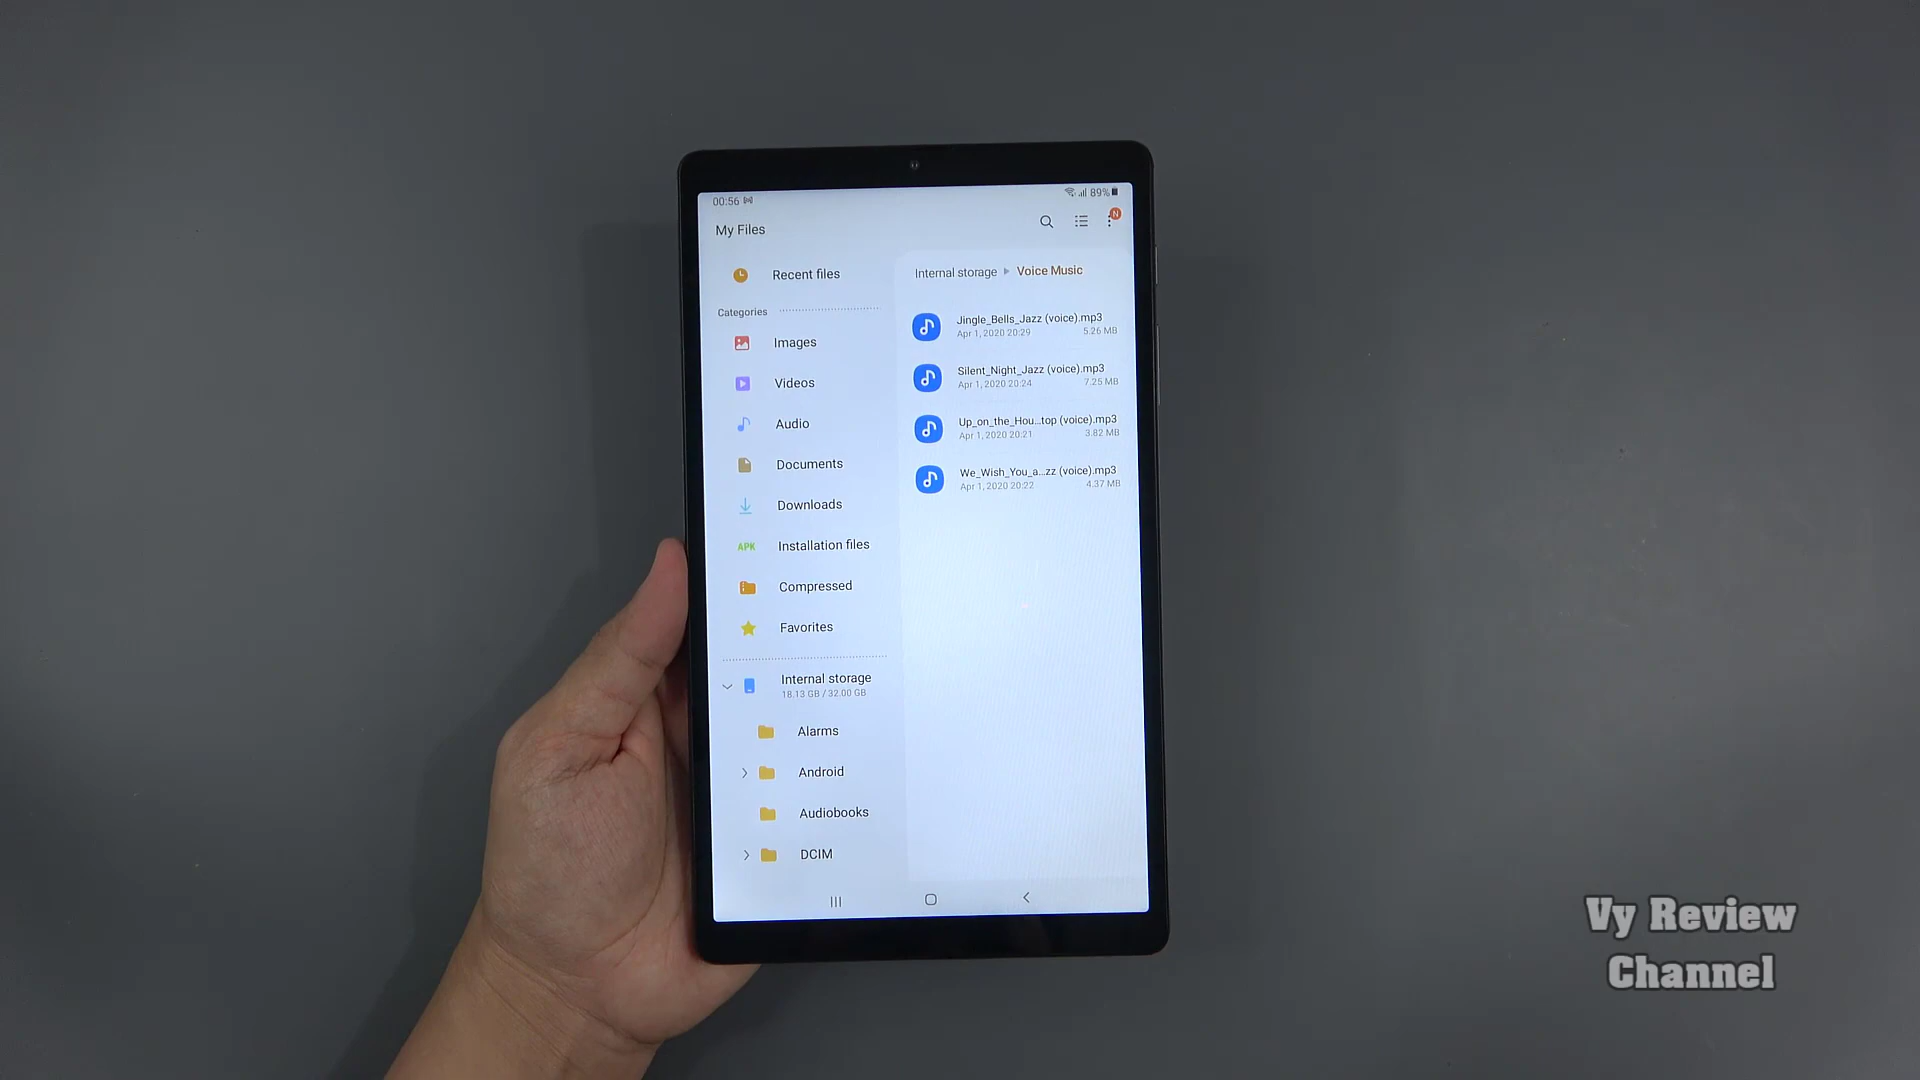 00:56
89%
My Files
N
Recent files
Categories
Images
Videos
Audio
Documents
Downloads
APK Installation files
Compressed
Favorites
Internal storage
18.13 GB / 32.00 GB
Alarms
Android
Audiobooks
DCIM
Internal storage Voice Music
Jingle_Bells_Jazz (voice).mp3
Apr 1, 2020 20:29 5.26 MB
Silent_Night_Jazz (voice).mp3
Apr 1, 2020 20:24 7.25 MB
Up_on_the_Hou...top (voice).mp3
Apr 1, 2020 20:21 3.82 MB
We_Wish_You_a...zz (voice).mp3
Apr 1, 2020 20:22 4.37 MB
Vy Review
Channel